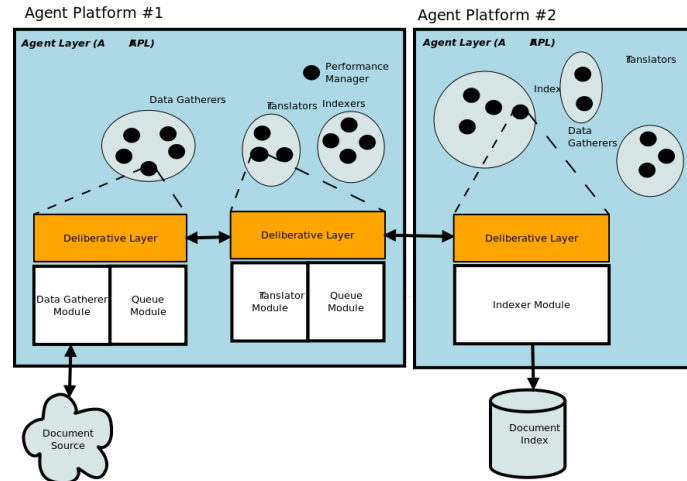 Agent Platform #1
Agent Platform #2
Agent Layer (A APL)
Agent Layer (A APL)
Performance
Manager
Data Gatherers
Translators
Indexers
Index
Translators
Data
Gatherers
Deliberative Layer
Deliberative Layer
Deliberative Layer
Data Gatherer
Module
Queue
Module
Translator
Module
Queue
Module
Indexer Module
Document
Source
Document
Index